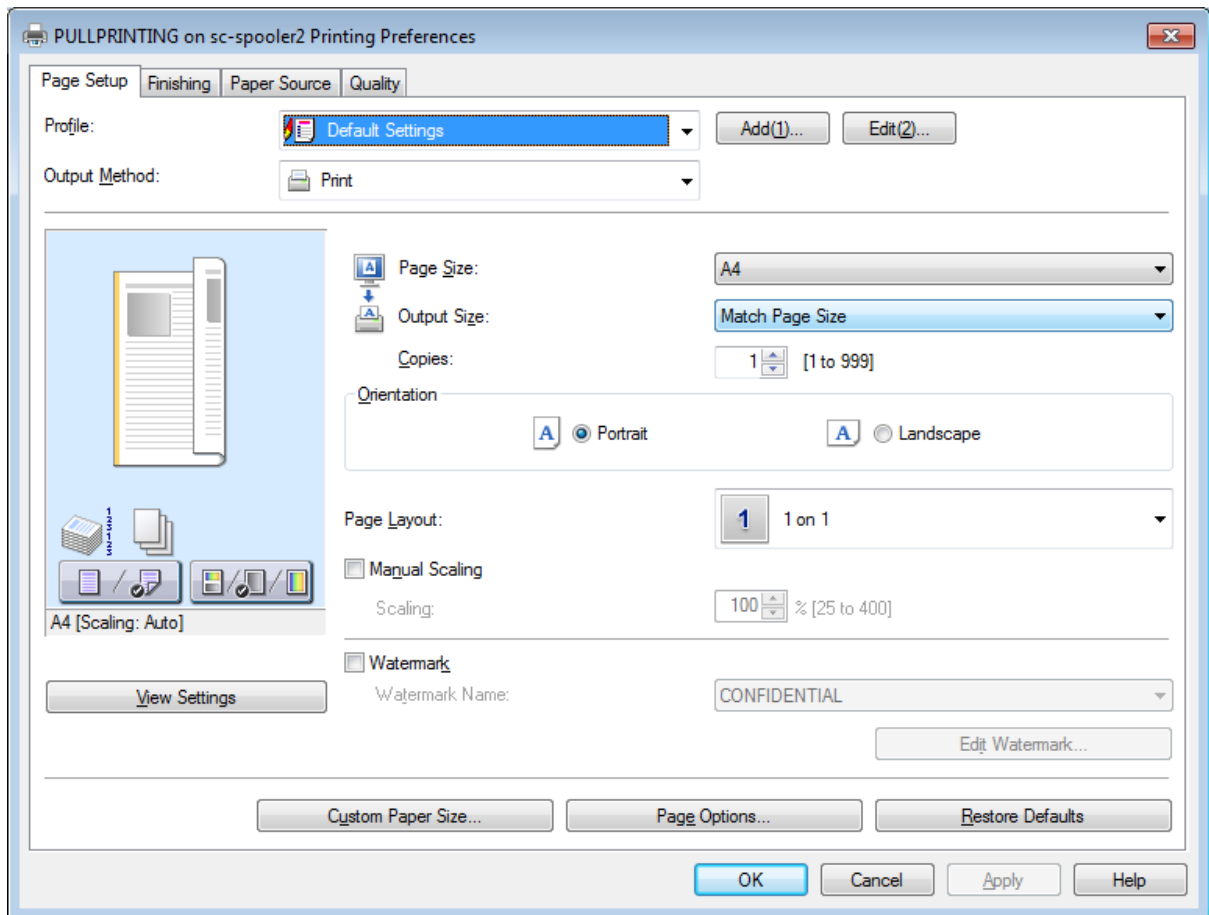 PULLPRINTING on sc-spooler2 Printing Preferences
Page Setup Finishing Paper Source Quality
Profile: Default Settings Add(1)... Edit(2)...
Output Method: Print
Page Size: A4
Output Size: Match Page Size
Copies: 1 [1 to 999]
Orientation
A Portrait A Landscape
Page Layout: 1 1 on 1
Manual Scaling
Scaling: 100 % [25 to 400]
A4 [Scaling: Auto]
Watermark
View Settings Watermark Name: CONFIDENTIAL
Edit Watermark...
Custom Paper Size... Page Options... Restore Defaults
OK Cancel Apply Help